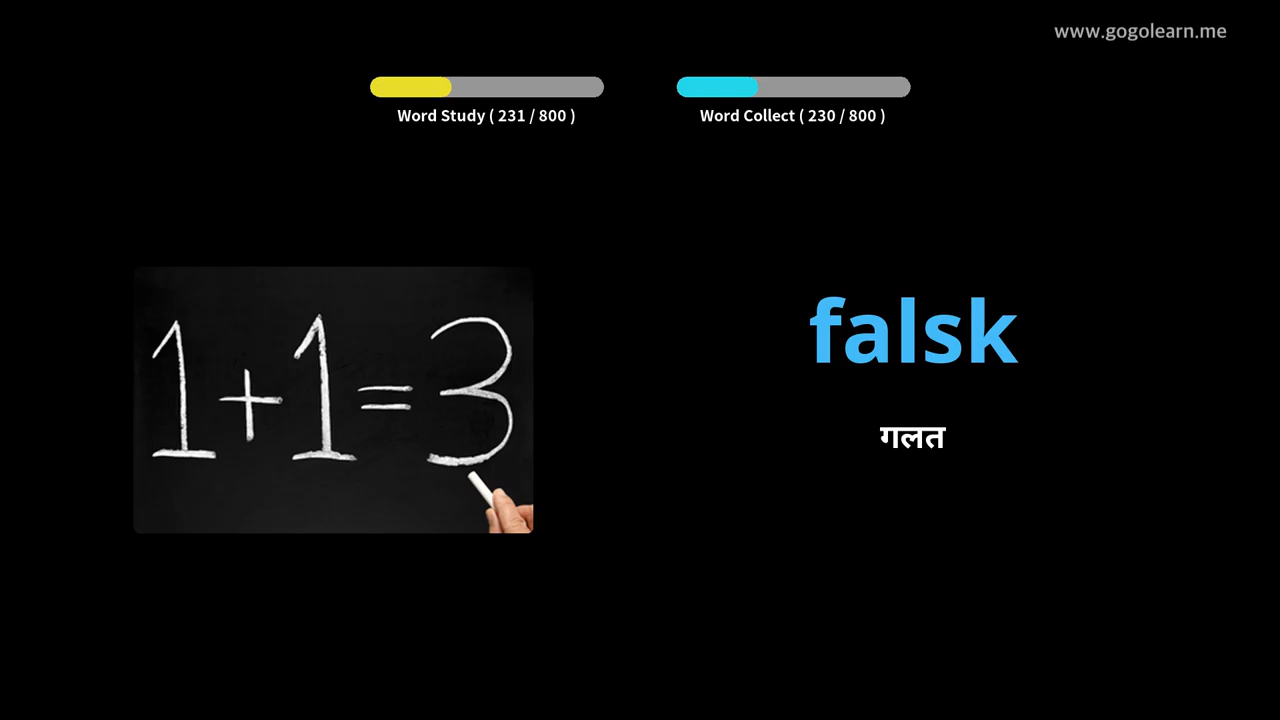 www.gogolearn.me
Word Study ( 231 / 800 )
Word Collect ( 230 / 800 )
1+1=3
falsk
गलत